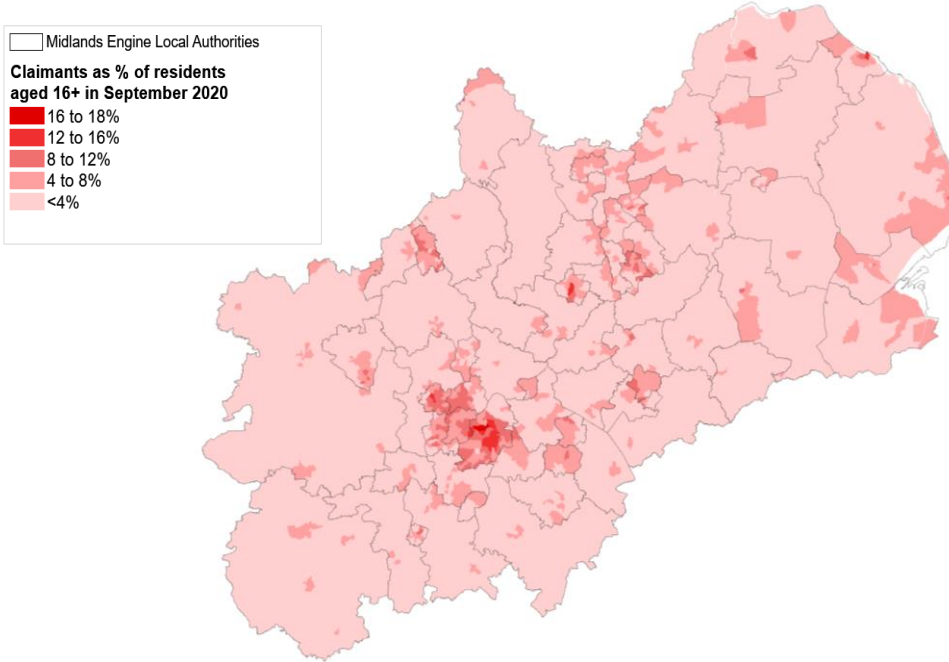 Midlands Engine Local Authorities
Claimants as % of residents
aged 16+ in September 2020
16 to 18%
12 to 16%
8 to 12%
4 to 8%
<4%